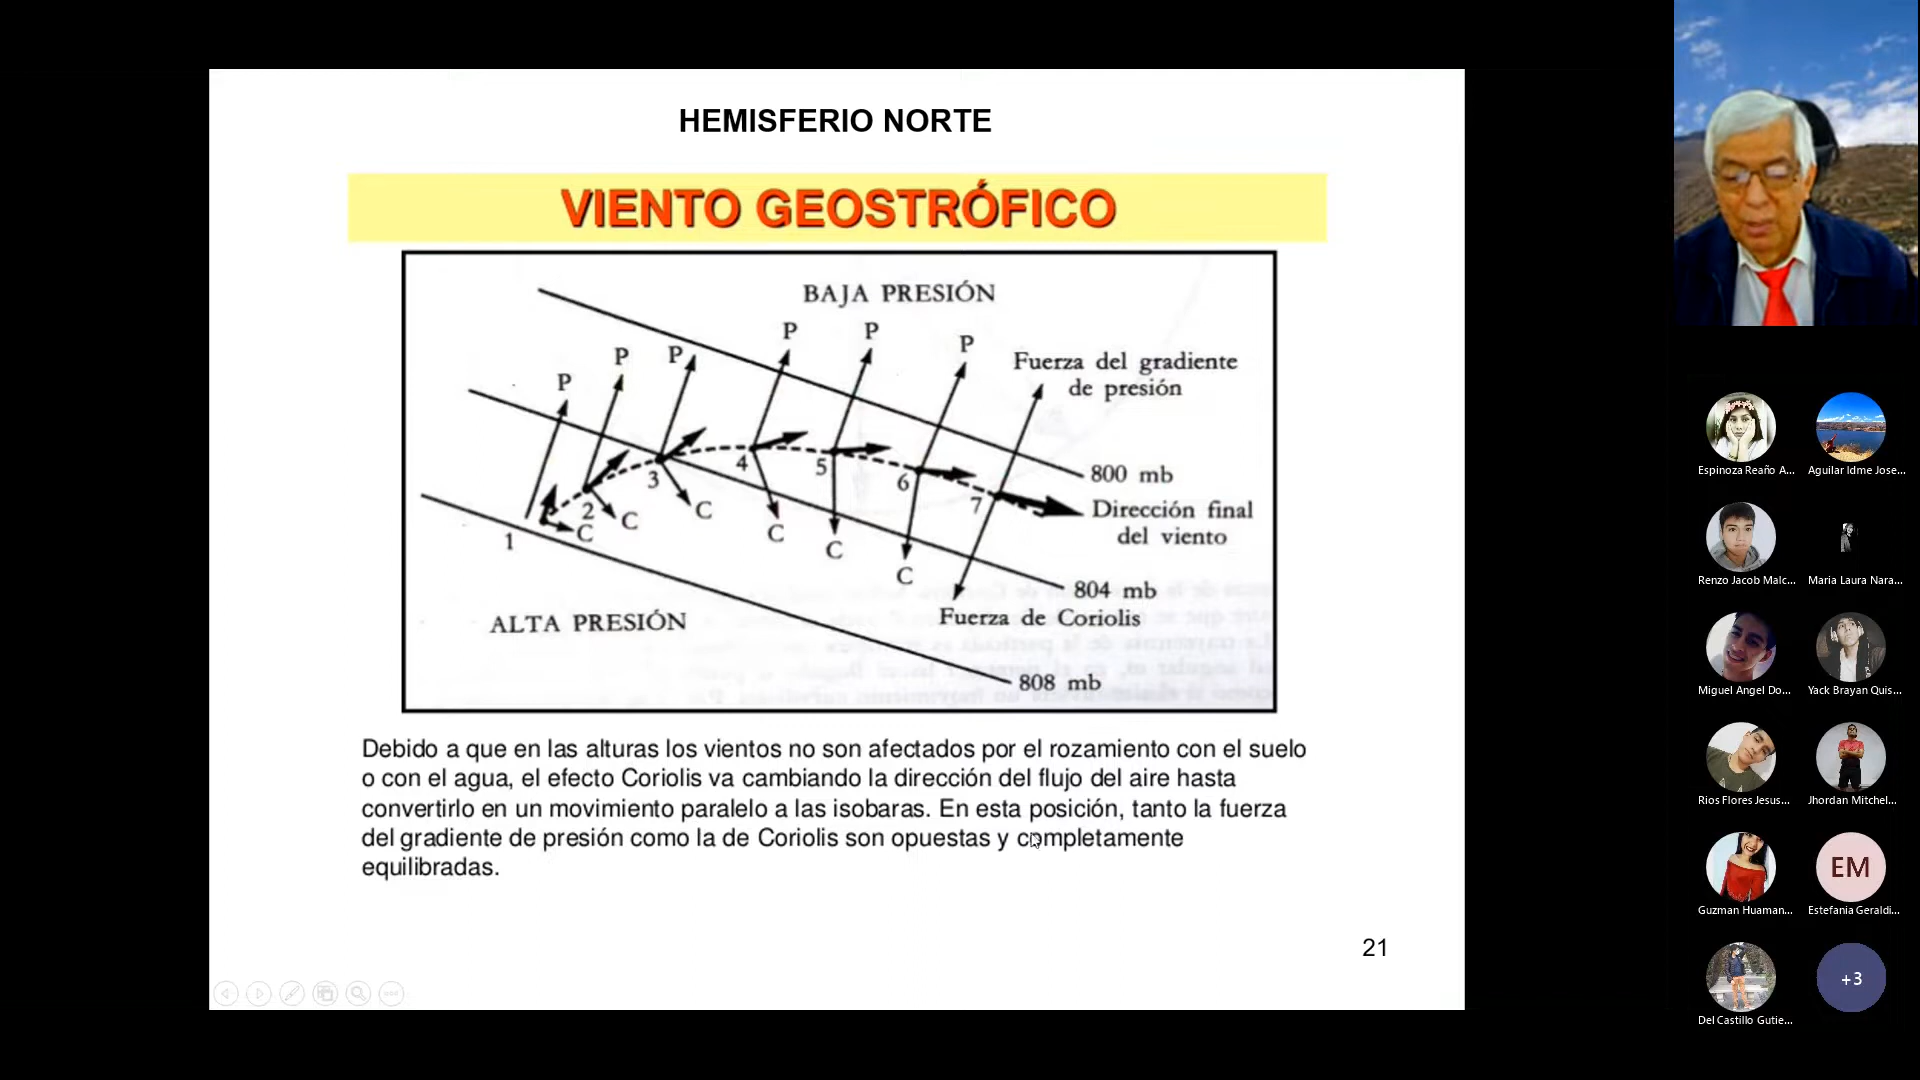 HEMISFERIO NORTE
VIENTO GEOSTRÓFICO
BAJA PRESIÓN
P
P
P
P
P
P
Fuerza del gradiente
de presión
800 mb
Dirección final
del viento
804 mb
Fuerza de Coriolis
808 mb
ALTA PRESIÓN
1
2
3
4
5
6
7
C
C
C
C
C
C
Debido a que en las alturas los vientos no son afectados por el rozamiento con el suelo
o con el agua, el efecto Coriolis va cambiando la dirección del flujo del aire hasta
convertirlo en un movimiento paralelo a las isobaras. En esta posición, tanto la fuerza
del gradiente de presión como la de Coriolis son opuestas y completamente
equilibradas.
21
Espinoza Reaño A...
Aguilar Idme Jose...
Renzo Jacob Malc...
Maria Laura Nara...
Miguel Angel Do...
Yack Brayan Quis...
Rios Flores Jesus...
Jhordan Mitchel...
Guzman Huaman...
EM
Estefania Geraldi...
Del Castillo Gutie...
+3